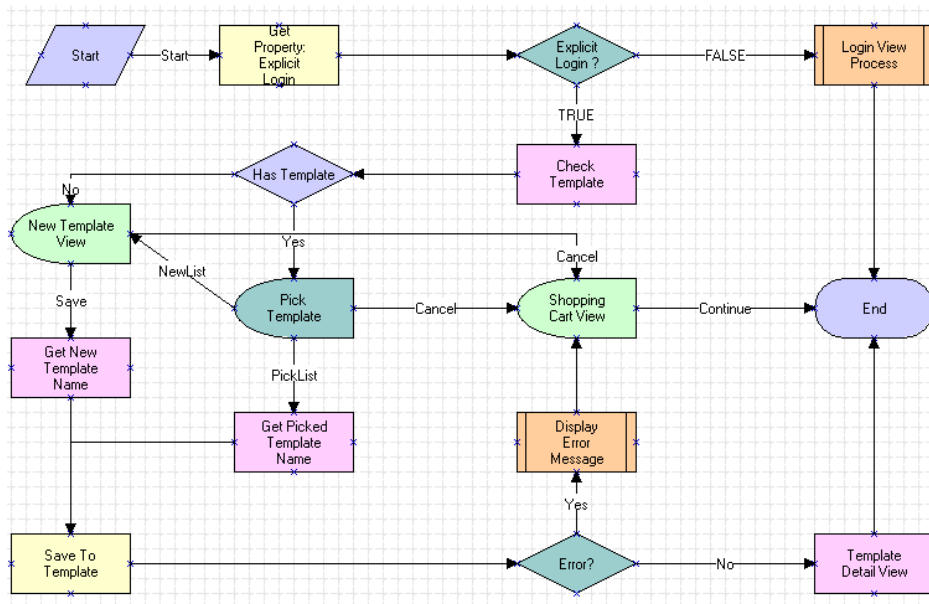 Start
Start
Get
Property:
Explicit
Login
Explicit
Login ?
FALSE
Login View
Process
TRUE
Has Template
Check
Template
No
New Template
View
Yes
NewList
Cancel
Pick
Template
Cancel
Shopping
Cart View
Continue
End
Save
Get New
Template
Name
PickList
Get Picked
Template
Name
Display
Error
Message
Yes
Save To
Template
Error?
No
Template
Detail View